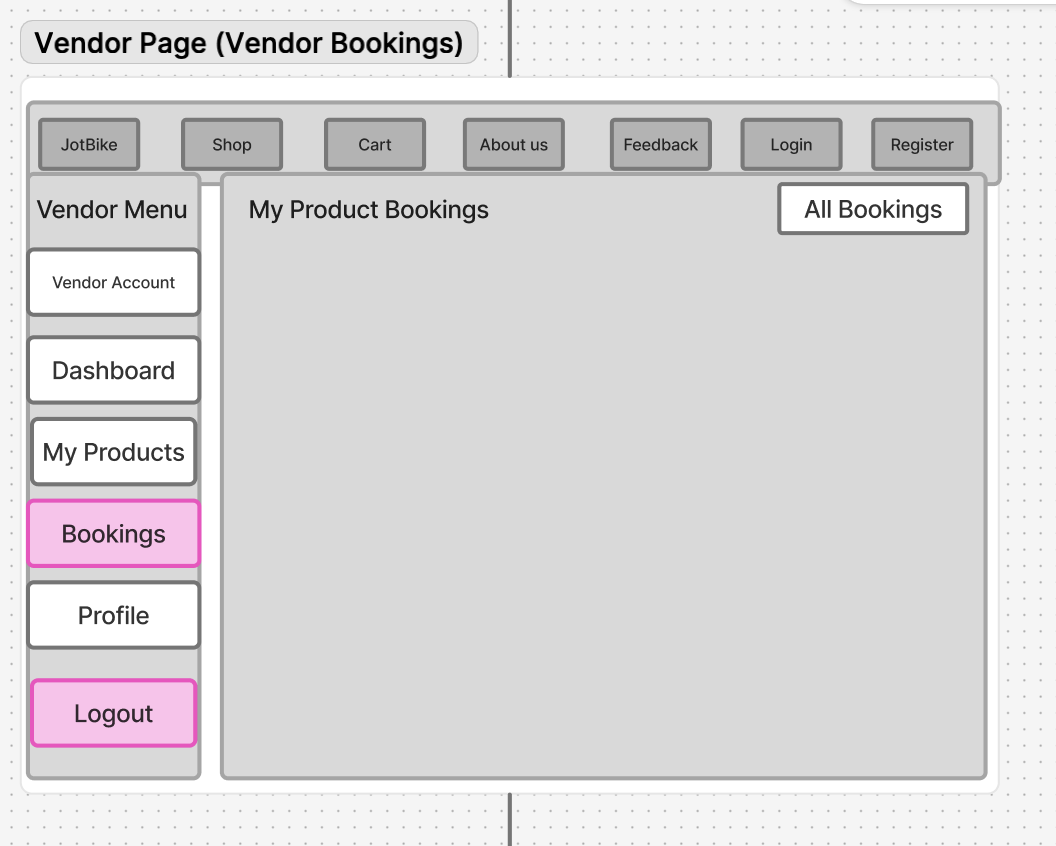 Vendor Page (Vendor Bookings)
JotBike
Shop
Cart
About us
Feedback
Login
Register
Vendor Menu
My Product Bookings
All Bookings
Vendor Account
Dashboard
My Products
Bookings
Profile
Logout